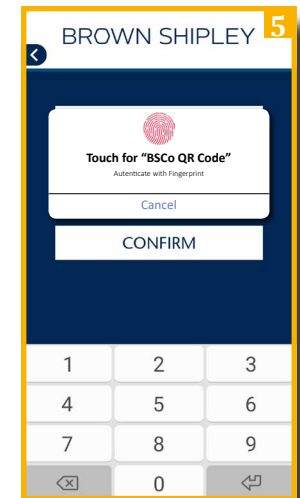 5
BROWN SHIPLEY
Touch for “BSCo QR Code”
Autenticate with Fingerprint
Cancel
CONFIRM
1 2 3
4 5 6
7 8 9
0